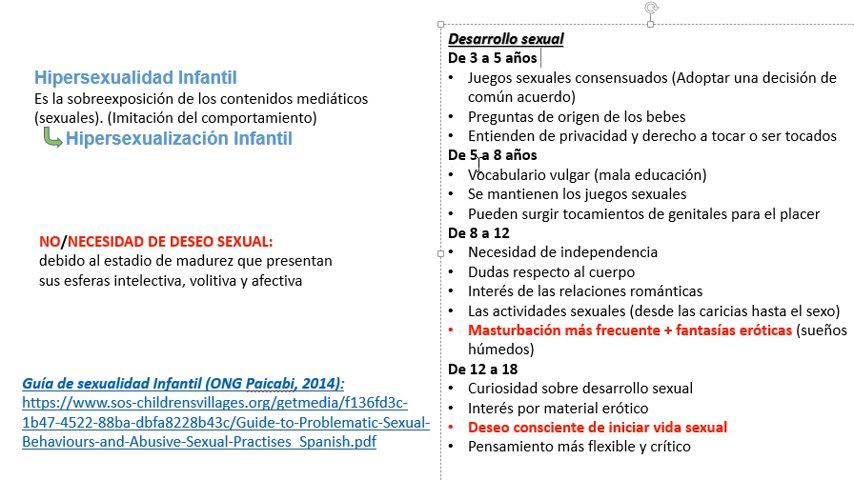 Hipersexualidad Infantil
Es la sobreexposición de los contenidos mediáticos
(sexuales). (Imitación del comportamiento)
Hipersexualización Infantil
NO/NECESIDAD DE DESEO SEXUAL:
debido al estadio de madurez que presentan
sus esferas intelectiva, volitiva y afectiva
Guía de sexualidad Infantil (ONG Paicabi, 2014):
https://www.sos-childrensvillages.org/getmedia/f136fd3c-
1b47-4522-88ba-dbfa8228b43c/Guide-to-Problematic-Sexual-
Behaviours-and-Abusive-Sexual-Practises_Spanish.pdf
Desarrollo sexual
De 3 a 5 años
• Juegos sexuales consensuados (Adoptar una decisión de
común acuerdo)
• Preguntas de origen de los bebes
• Entienden de privacidad y derecho a tocar o ser tocados
De 5 a 8 años
• Vocabulario vulgar (mala educación)
• Se mantienen los juegos sexuales
• Pueden surgir tocamientos de genitales para el placer
De 8 a 12
• Necesidad de independencia
• Dudas respecto al cuerpo
• Interés de las relaciones románticas
• Las actividades sexuales (desde las caricias hasta el sexo)
• Masturbación más frecuente + fantasías eróticas (sueños
húmedos)
De 12 a 18
• Curiosidad sobre desarrollo sexual
• Interés por material erótico
• Deseo consciente de iniciar vida sexual
• Pensamiento más flexible y crítico